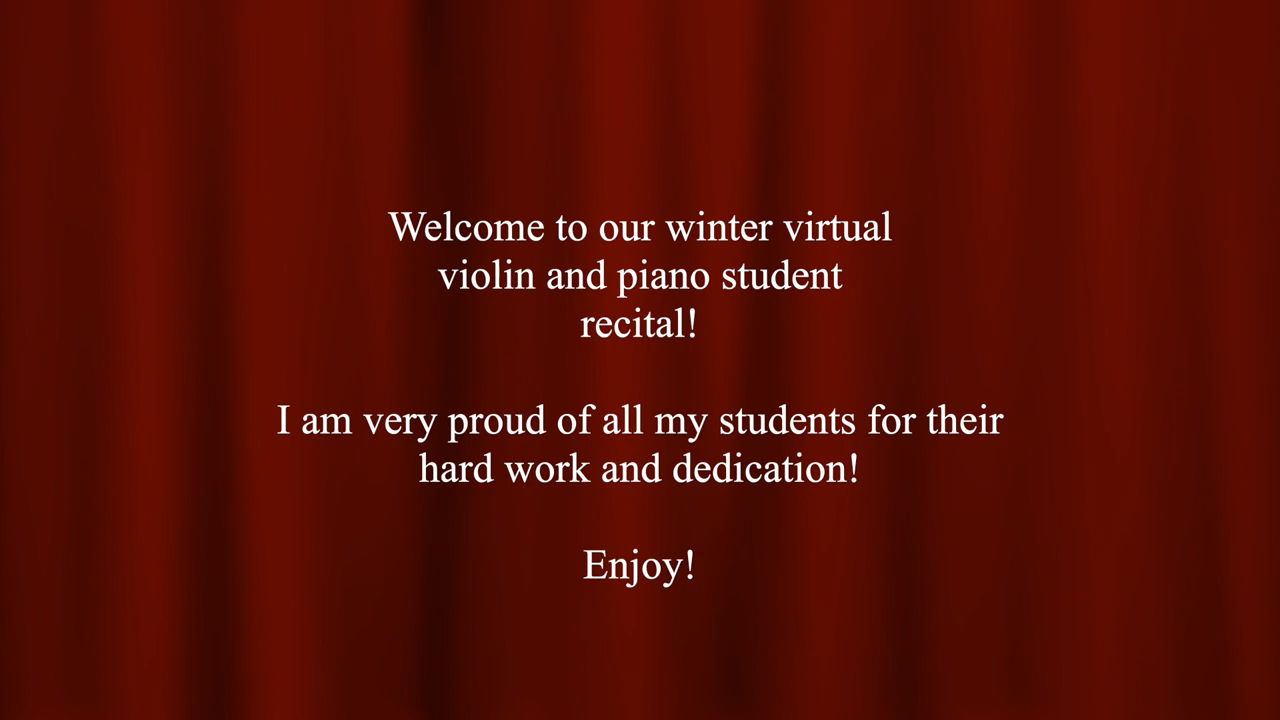 Welcome to our winter virtual
violin and piano student
recital!
I am very proud of all my students for their
hard work and dedication!
Enjoy!